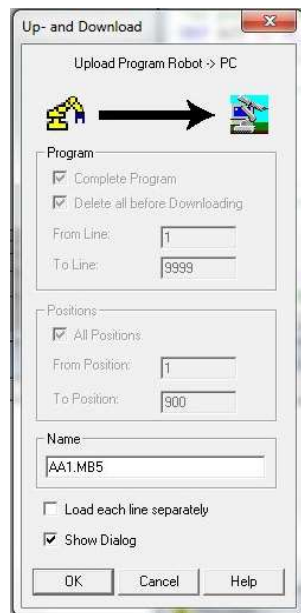 Up- and Download
Upload Program Robot -> PC
Program
Complete Program
Delete all before Downloading
From Line: 1
To Line: 9999
Positions
All Positions
From Position: 1
To Position: 900
Name
AA1.MB5
Load each line separately
Show Dialog
OK Cancel Help